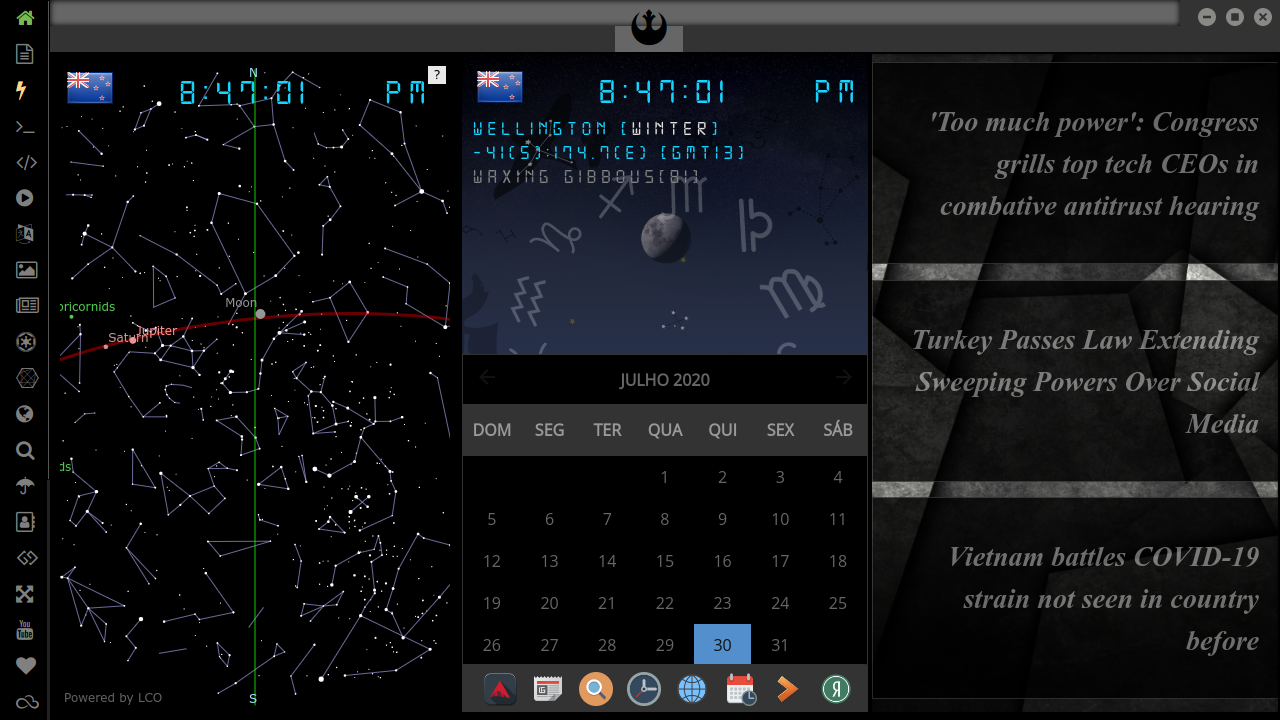 N
?
8:47:01 PM
Moon
pricornids
Jupiter
Saturn
ds
Powered by LCO
S
8:47:01 PM
WELLINGTON [WINTER]
-41(S):174.7(E) [GMT13]
WAXING GIBBOUS[81]
JULHO 2020
DOM SEG TER QUA QUI SEX SÁB
1 2 3 4
5 6 7 8 9 10 11
12 13 14 15 16 17 18
19 20 21 22 23 24 25
26 27 28 29 30 31
'Too much power': Congress
grills top tech CEOs in
combative antitrust hearing
Turkey Passes Law Extending
Sweeping Powers Over Social
Media
Vietnam battles COVID-19
strain not seen in country
before
You
Tube